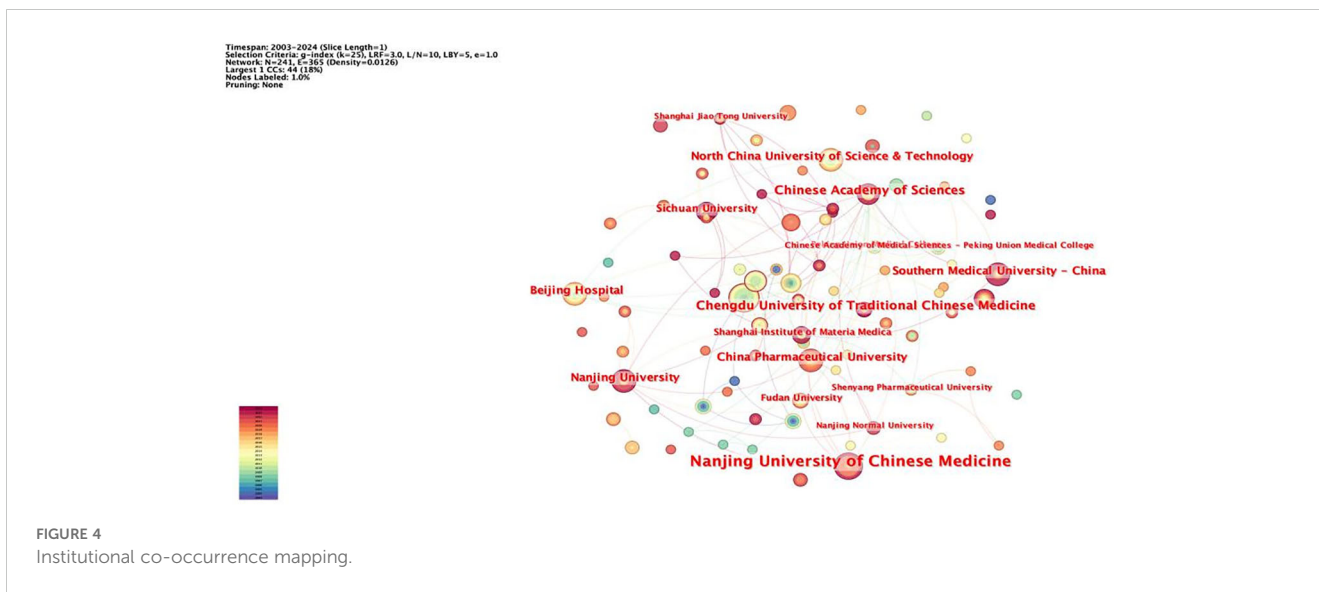 Timespan: 2003-2024 (Slice Length=1)
Selection Criteria: g-index (k=25), LRF=3.0, L/N=10, LBY=5, e=1.0
Network: N=241, E=365 (Density=0.0126)
Largest 1 CCs: 44 (18%)
Nodes Labeled: 1.0%
Pruning: None
Shanghai Jiao Tong University
North China University of Science & Technology
Chinese Academy of Sciences
Sichuan University
Chinese Academy of Medical Sciences - Peking Union Medical College
Southern Medical University - China
Beijing Hospital
Chengdu University of Traditional Chinese Medicine
Shanghai Institute of Materia Medica
China Pharmaceutical University
Nanjing University
Shenyang Pharmaceutical University
Fudan University
Nanjing Normal University
Nanjing University of Chinese Medicine
FIGURE 4
Institutional co-occurrence mapping.